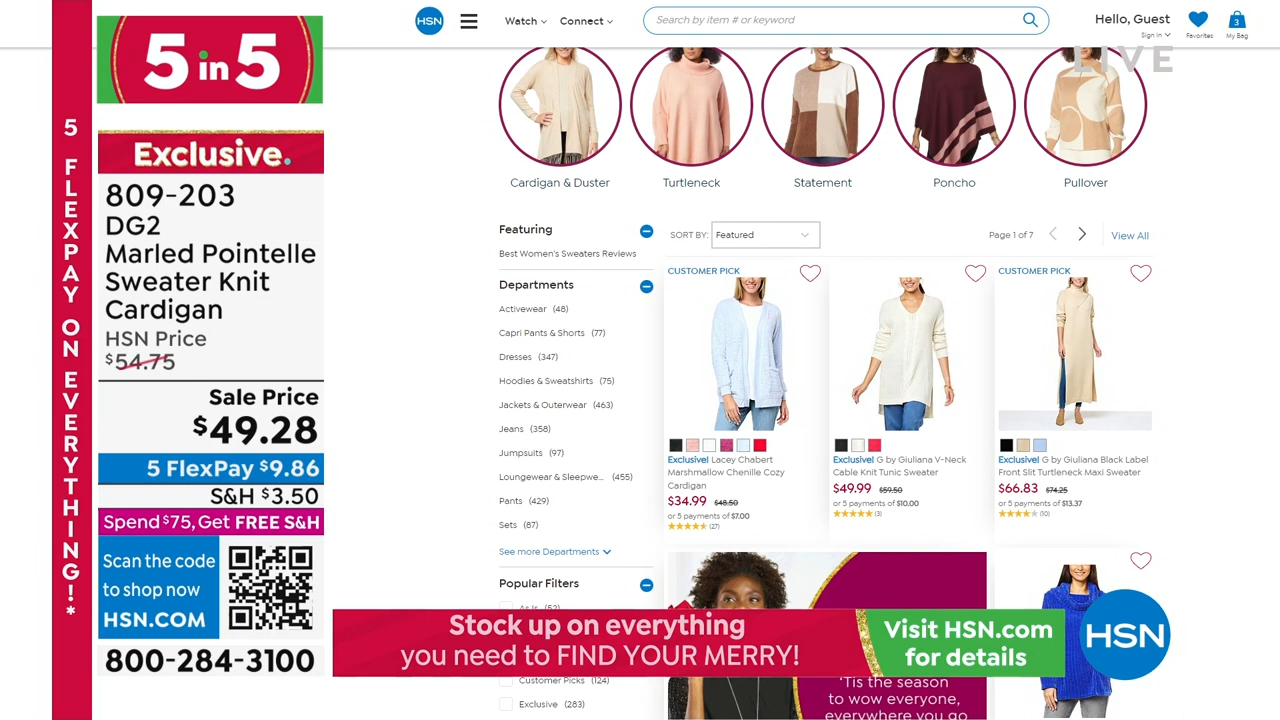 5 in 5
5 FLEXPAY ON EVERYTHING!*
Exclusive.
809-203
DG2
Marled Pointelle
Sweater Knit
Cardigan
HSN Price
$54.75
Sale Price
$49.28
5 FlexPay $9.86
S&H $3.50
Spend $75, Get FREE S&H
Scan the code
to shop now
HSN.COM
800-284-3100
HSN
Watch
Connect
Search by item # or keyword
Hello, Guest
Sign In
Favorites
3
My Bag
LIVE
Cardigan & Duster
Turtleneck
Statement
Poncho
Pullover
Featuring
Best Women's Sweaters Reviews
Departments
Activewear (48)
Capri Pants & Shorts (77)
Dresses (347)
Hoodies & Sweatshirts (75)
Jackets & Outerwear (463)
Jeans (358)
Jumpsuits (97)
Loungewear & Sleepwe... (455)
Pants (429)
Sets (87)
See more Departments
Popular Filters
As Is (52)
Customer Picks (124)
Exclusive (283)
SORT BY: Featured
Page 1 of 7
View All
CUSTOMER PICK
Exclusive! Lacey Chabert
Marshmallow Chenille Cozy
Cardigan
$34.99 $48.50
or 5 payments of $7.00
(27)
Exclusive! G by Giuliana V-Neck
Cable Knit Tunic Sweater
$49.99 $59.50
or 5 payments of $10.00
(3)
CUSTOMER PICK
Exclusive! G by Giuliana Black Label
Front Slit Turtleneck Maxi Sweater
$66.83 $74.25
or 5 payments of $13.37
(10)
Stock up on everything
you need to FIND YOUR MERRY!
Visit HSN.com
for details
HSN
'Tis the season
to wow everyone,
everywhere you go